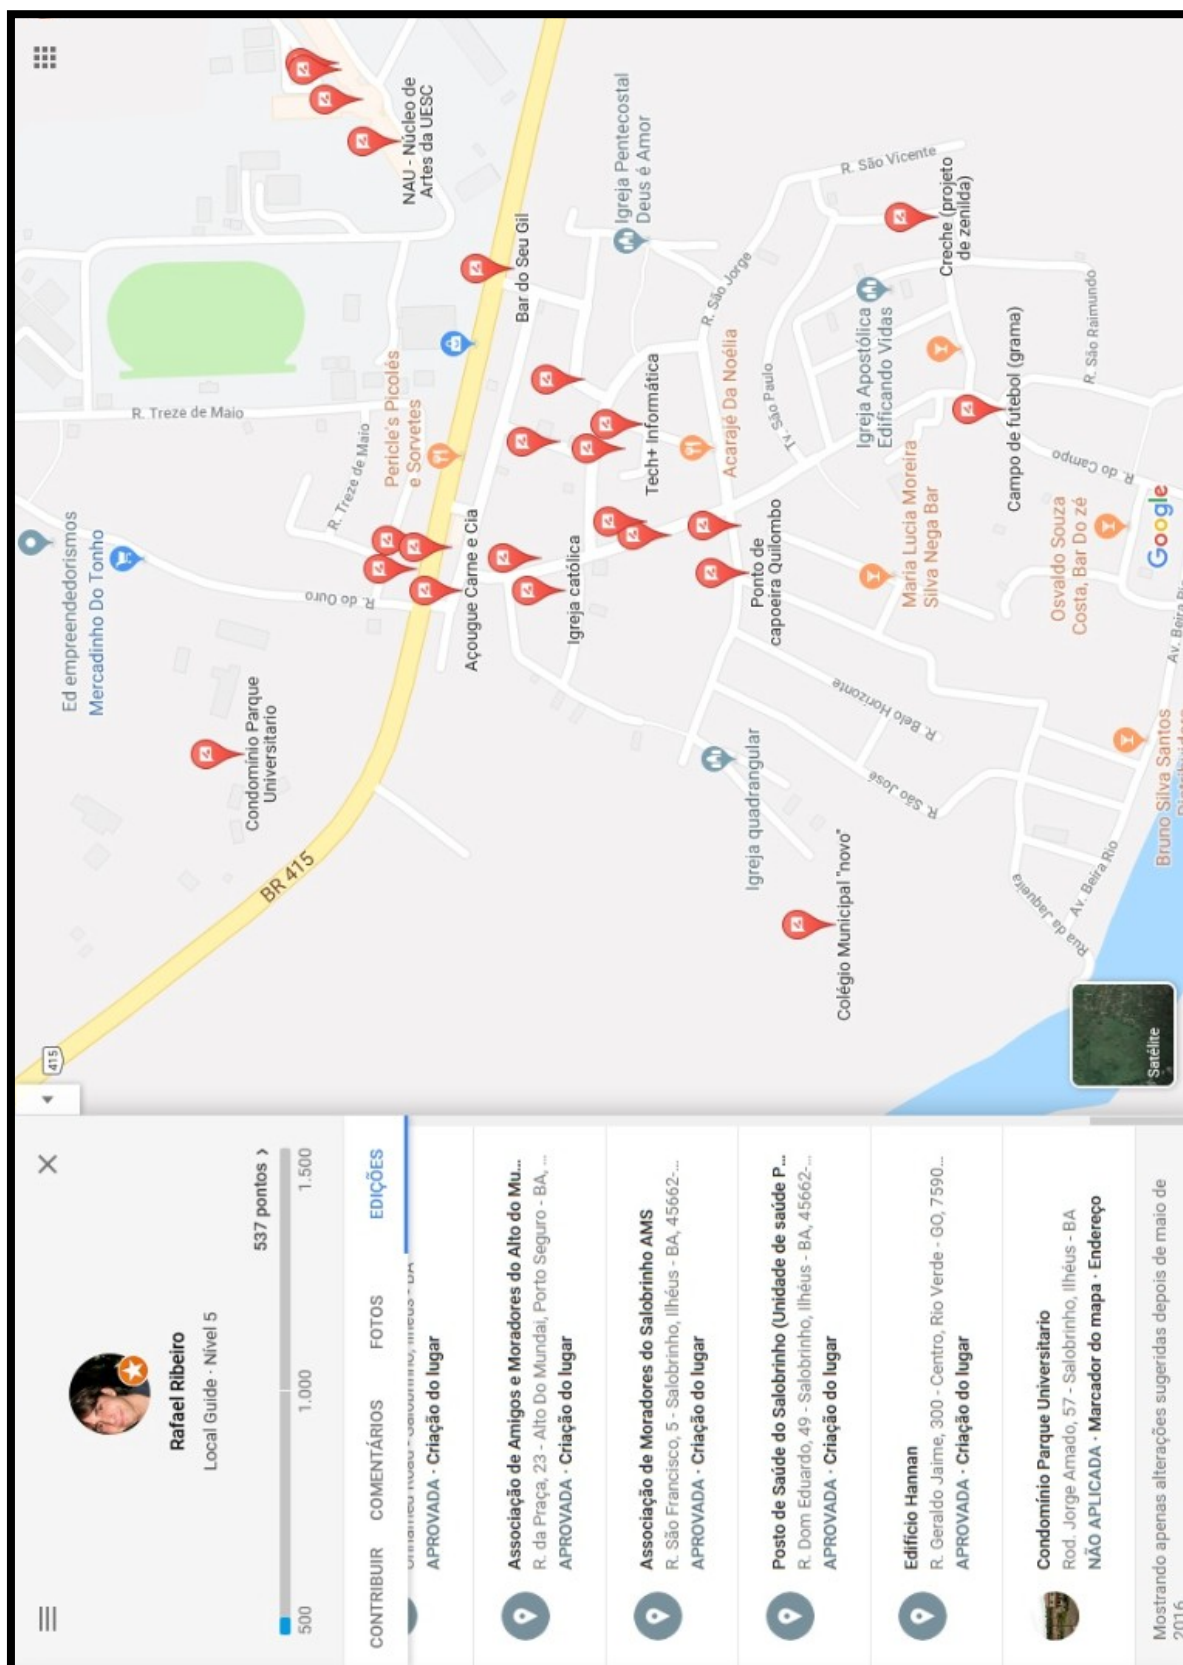 Rafael Ribeiro
Local Guide · Nível 5
537 pontos
500
1.000
1.500
CONTRIBUIR
COMENTÁRIOS
FOTOS
EDIÇÕES
APROVADA · Criação do lugar
Associação de Amigos e Moradores do Alto do Mu...
R. da Praça, 23 - Alto Do Mundai, Porto Seguro - BA, ...
APROVADA · Criação do lugar
Associação de Moradores do Salobrinho AMS
R. São Francisco, 5 - Salobrinho, Ilhéus - BA, 45662-...
APROVADA · Criação do lugar
Posto de Saúde do Salobrinho (Unidade de saúde P...
R. Dom Eduardo, 49 - Salobrinho, Ilhéus - BA, 45662-...
APROVADA · Criação do lugar
Edifício Hannan
R. Geraldo Jaime, 300 - Centro, Rio Verde - GO, 7590...
APROVADA · Criação do lugar
Condomínio Parque Universitario
Rod. Jorge Amado, 57 - Salobrinho, Ilhéus - BA
NÃO APLICADA · Marcador do mapa · Endereço
Mostrando apenas alterações sugeridas depois de maio de
2016
415
BR 415
Ed empreendedorismos
Mercadinho Do Tonho
Condomínio Parque
Universitario
R. do Ouro
R. Treze de Maio
R. Treze de Maio
Pericle's Picolés
e Sorvetes
NAU - Núcleo de
Artes da UESC
Bar do Seu Gil
Açougue Carne e Cia
Igreja católica
Tech+ Informática
Igreja Pentecostal
Deus é Amor
R. São Jorge
Acarajé Da Noélia
Tv. São Paulo
Ponto de
capoeira Quilombo
Igreja quadrangular
Colégio Municipal "novo"
R. Belo Horizonte
R. São José
R. São Vicente
Creche (projeto
de zenilda)
Igreja Apostólica
Edificando Vidas
Maria Lucia Moreira
Silva Nega Bar
Campo de futebol (grama)
R. São Raimundo
R. do Campo
Osvaldo Souza
Costa, Bar Do zé
Rua da Jaqueira
Av. Beira Rio
Av. Beira
Bruno Silva Santos
Satélite
Google